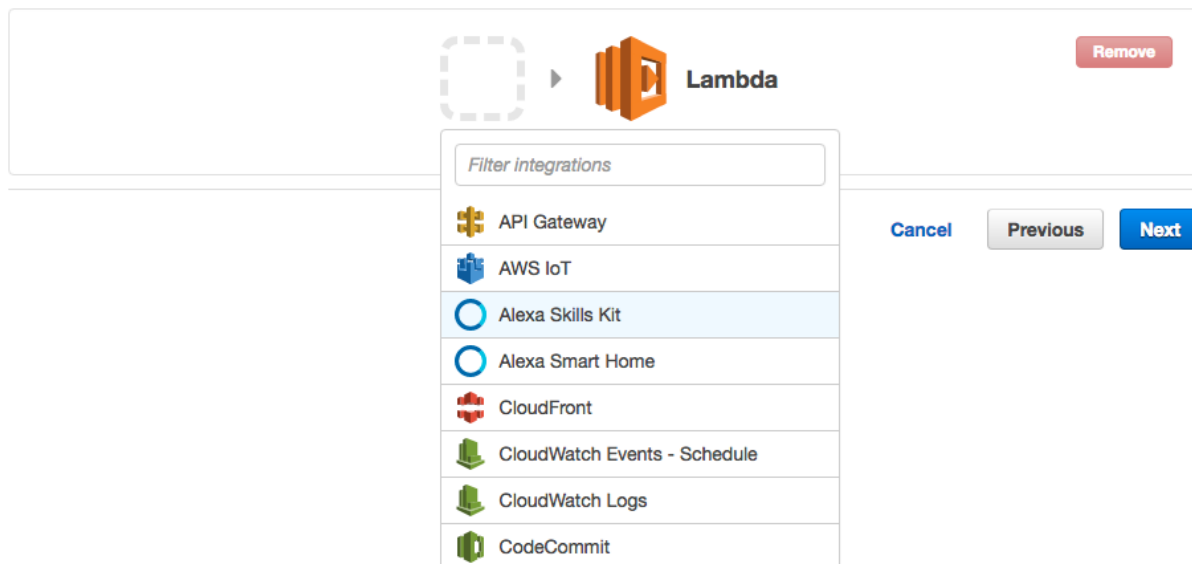 Remove
Lambda
Filter integrations
API Gateway
Cancel
Previous
Next
AWS IoT
Alexa Skills Kit
Alexa Smart Home
CloudFront
CloudWatch Events - Schedule
CloudWatch Logs
CodeCommit